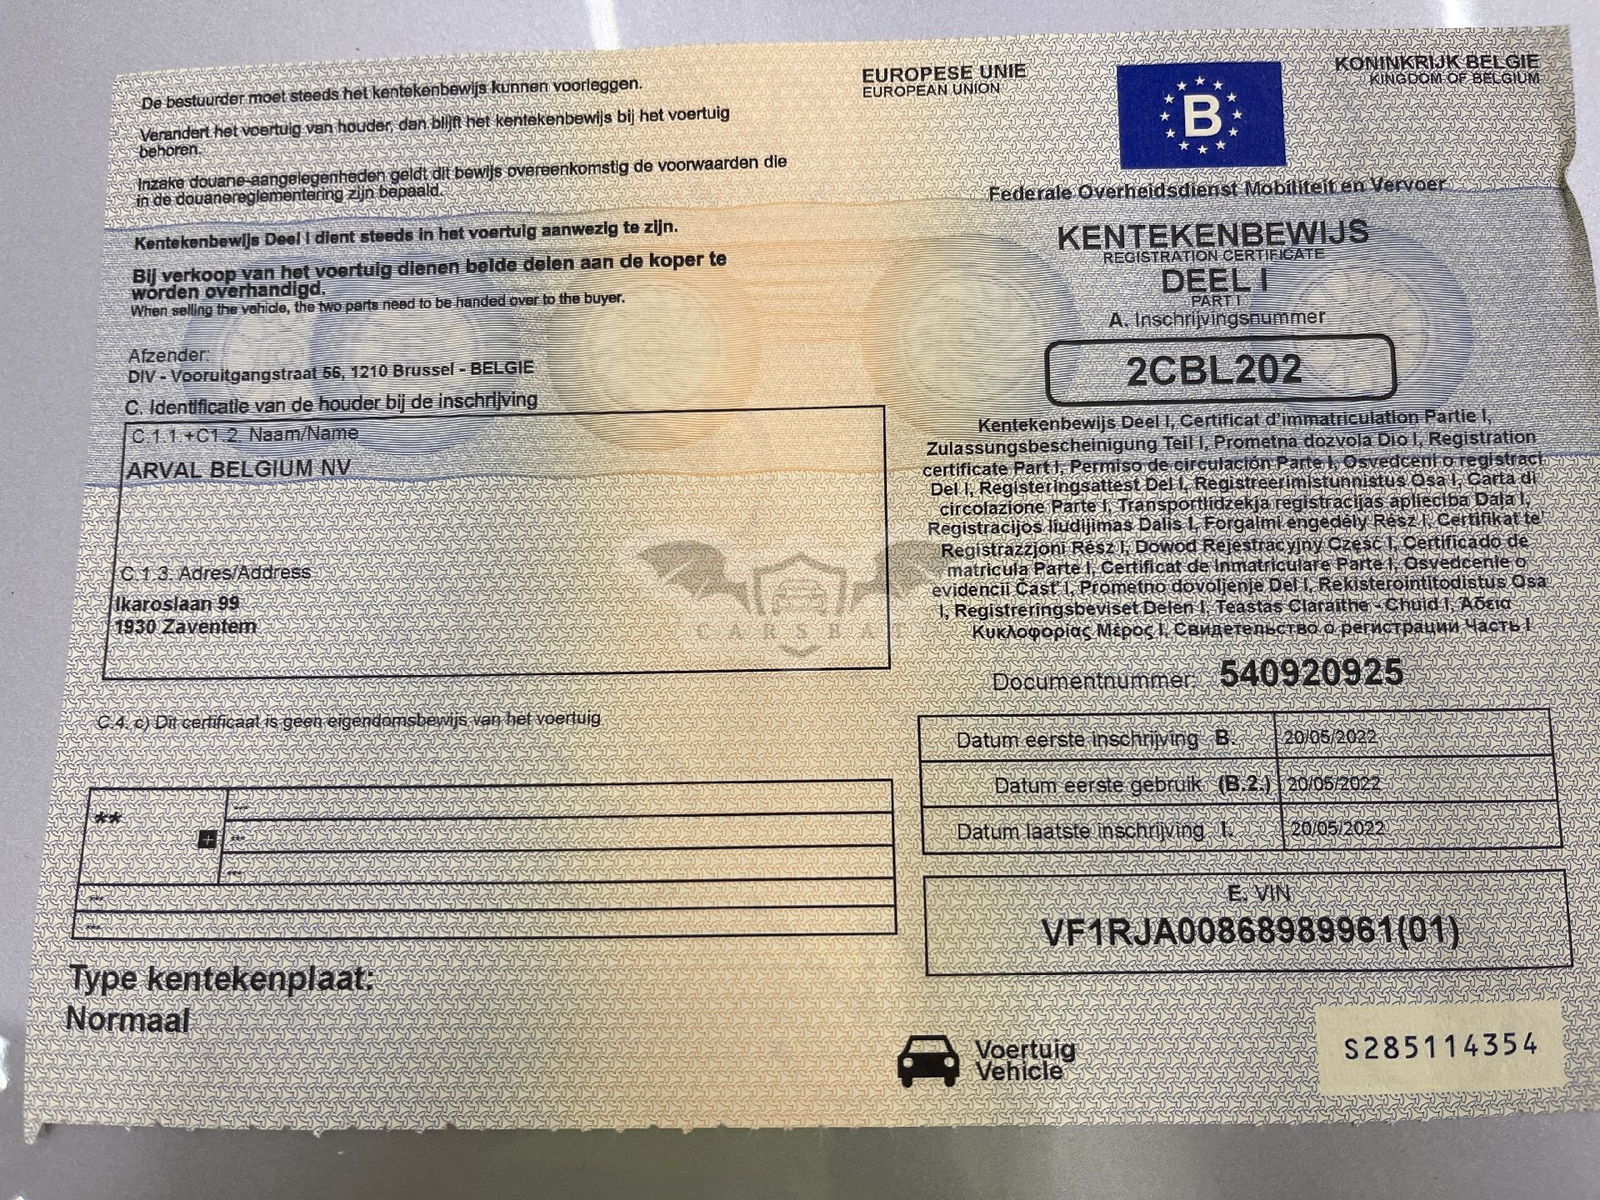 De bestuurder moet steeds het kentekenbewijs kunnen voorleggen.
Verandert het voertuig van houder, dan blijft het kentekenbewijs bij het voertuig
behoren.
Inzake douane-aangelegenheden geldt dit bewijs overeenkomstig de voorwaarden die
in de douanereglementering zijn bepaald.
Kentekenbewijs Deel I dient steeds in het voertuig aanwezig te zijn.
Bij verkoop van het voertuig dienen beide delen aan de koper te
worden overhandigd.
When selling the vehicle, the two parts need to be handed over to the buyer.
Afzender:
DIV - Vooruitgangstraat 56, 1210 Brussel - BELGIE
C. Identificatie van de houder bij de inschrijving
C.1.1.+C1.2. Naam/Name
ARVAL BELGIUM NV
C.1 3. Adres/Address
Ikaroslaan 99
1930 Zaventem
C.4. c) Dit certificaat is geen eigendomsbewijs van het voertuig
**
+
---
---
---
---
---
Type kentekenplaat:
Normaal
EUROPESE UNIE
EUROPEAN UNION
B
KONINKRIJK BELGIE
KINGDOM OF BELGIUM
Federale Overheidsdienst Mobiliteit en Vervoer
KENTEKENBEWIJS
REGISTRATION CERTIFICATE
DEEL I
PART I
A. Inschrijvingsnummer
2CBL202
Kentekenbewijs Deel I, Certificat d'immatriculation Partie I,
Zulassungsbescheinigung Teil I, Prometna dozvola Dio I, Registration
certificate Part I, Permiso de circulación Parte I, Osvedcení o registraci
Del I, Registeringsattest Del I, Registreerimistunnistus Osa I, Carta di
circolazione Parte I, Transportlidzekja registracijas aplieciba Dala I,
Registracijos liudijimas Dalis I, Forgalmi engedély Rész I, Certifikat te'
Registrazzjoni Rész I, Dowod Rejestracyjny Część I, Certificado de
matricula Parte I, Certificat de Inmatriculare Parte I, Osvedcenie o
evidencii Cast' I, Prometno dovoljenje Del I, Rekisterointitodistus Osa
I, Registreringsbeviset Delen I, Teastas Claraithe - Chuid I, Άδεια
Κυκλοφορίας Μέρος I, Свидетельство о регистрации Часть I
Documentnummer: 540920925
Datum eerste inschrijving B. 20/05/2022
Datum eerste gebruik (B.2.) 20/05/2022
Datum laatste inschrijving I. 20/05/2022
E. VIN
VF1RJA00868989961(01)
Voertuig
Vehicle
S285114354